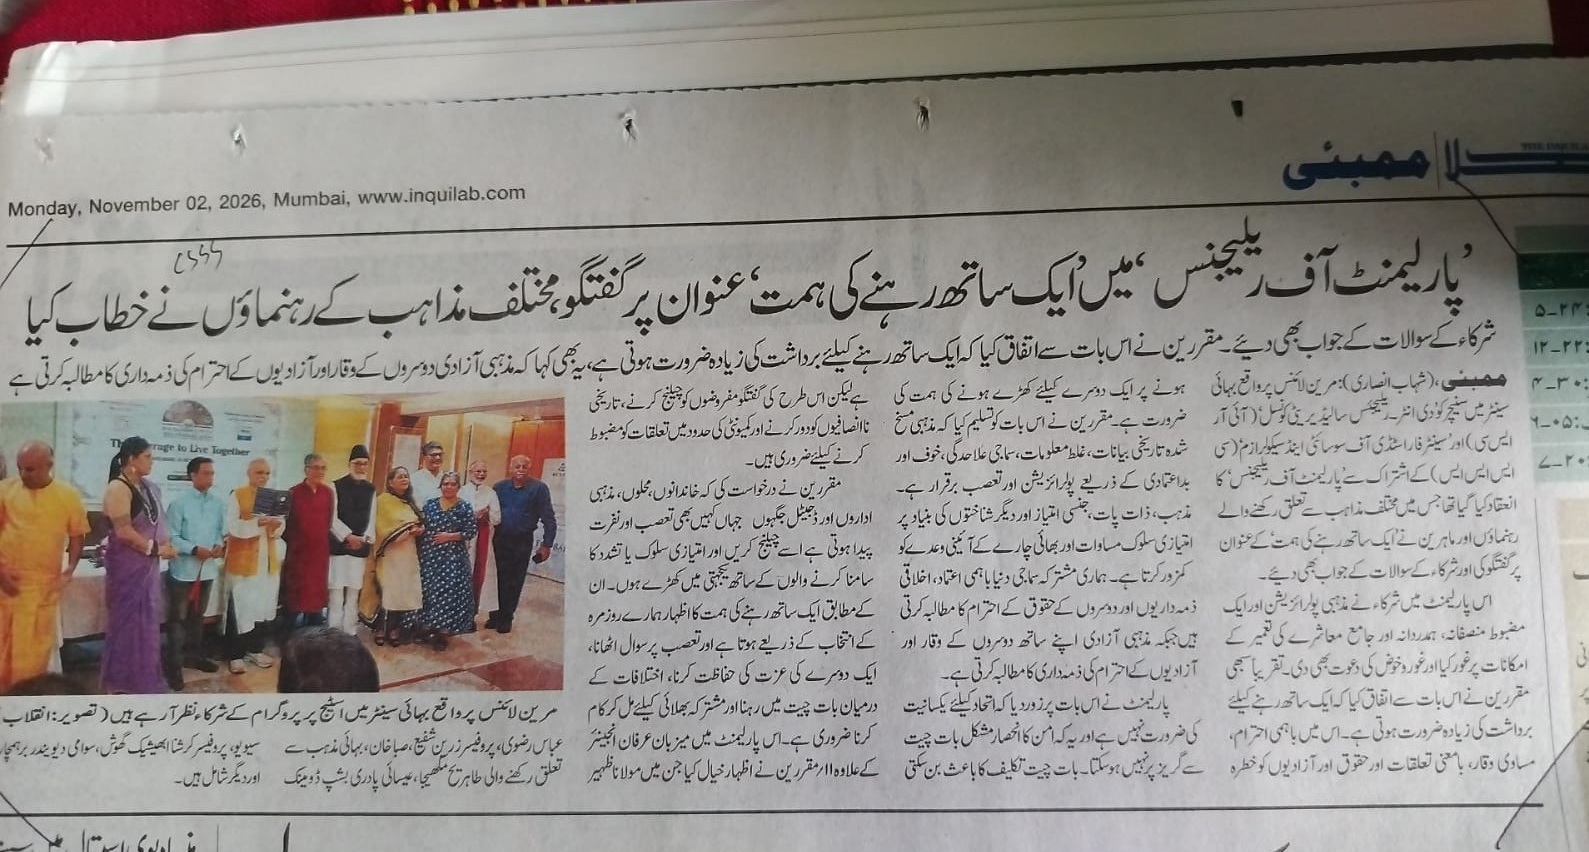 THE INQUILAB
ممبئی
Monday, November 02, 2026, Mumbai, www.inquilab.com
csss
’پارلیمنٹ آف ریلیجنس‘ میں ’ایک ساتھ رہنے کی ہمت‘ عنوان پر گفتگو، مختلف مذاہب کے رہنماؤں نے خطاب کیا
شرکاء کے سوالات کے جواب بھی دیئے۔ مقررین نے اس بات سے اتفاق کیا کہ ایک ساتھ رہنے کیلئے برداشت کی زیادہ ضرورت ہوتی ہے، یہ بھی کہا کہ مذہبی آزادی دوسروں کے وقار اور آزادیوں کے احترام کی ذمہ داری کا مطالبہ کرتی ہے
ممبئی (شہاب انصاری): مرین لائنس پر واقع بہائی
سینٹر میں سنیچر کو ’دی انٹر۔ ریلیجئس سالیڈیریٹی کونسل‘ (آئی آر
ایس سی) اور ’سینٹر فار اسٹڈی آف سوسائٹی اینڈ سیکولرازم‘ (سی
ایس ایس ایس) کے اشتراک سے ’پارلیمنٹ آف ریلیجنس‘ کا
انعقاد کیا گیا تھا جس میں مختلف مذاہب سے تعلق رکھنے والے
رہنماؤں اور ماہرین نے ’ایک ساتھ رہنے کی ہمت‘ کے عنوان
پر گفتگو کی اور شرکاء کے سوالات کے جواب بھی دیئے۔
اس پارلیمنٹ میں شرکاء نے مذہبی پولرائزیشن اور ایک
مضبوط منصفانہ، ہمدردانہ اور جامع معاشرے کی تعمیر کے
امکانات پر غور کیا اور غور و خوض کی دعوت بھی دی۔ تقریباً سبھی
مقررین نے اس بات سے اتفاق کیا کہ ایک ساتھ رہنے کیلئے
برداشت کی زیادہ ضرورت ہوتی ہے۔ اس میں باہمی احترام،
مساوی وقار، بامعنی تعلقات اور حقوق اور آزادیوں کو خطرہ
ہونے پر ایک دوسرے کیلئے کھڑے ہونے کی ہمت کی
ضرورت ہے۔ مقررین نے اس بات کو تسلیم کیا کہ مذہبی مسخ
شدہ تاریخی بیانات، غلط معلومات، سماجی علاحدگی، خوف اور
بداعتمادی کے ذریعے پولرائزیشن اور تعصب برقرار ہے۔
مذہب، ذات پات، جنسی امتیاز اور دیگر شناختوں کی بنیاد پر
امتیازی سلوک مساوات اور بھائی چارے کے آئینی وعدے کو
کمزور کرتا ہے۔ ہماری مشترکہ سماجی دنیا باہمی اعتماد، اخلاقی
ذمہ داریوں اور دوسروں کے حقوق کے احترام کا مطالبہ کرتی
ہیں جبکہ مذہبی آزادی اپنے ساتھ دوسروں کے وقار اور
آزادیوں کے احترام کی ذمہ داری کا مطالبہ کرتی ہے۔
پارلیمنٹ نے اس بات پر زور دیا کہ اتحاد کیلئے یکسانیت
کی ضرورت نہیں ہے اور یہ کہ امن کا انحصار مشکل بات چیت
سے گریز پر نہیں ہوسکتا۔ بات چیت تکلیف کا باعث بن سکتی
ہے لیکن اس طرح کی گفتگو مفروضوں کو چیلنج کرنے، تاریخی
ناانصافیوں کو دور کرنے اور کمیونٹی کی حدود میں تعلقات کو مضبوط
کرنے کیلئے ضروری ہیں۔
مقررین نے درخواست کی کہ خاندانوں، محلوں، مذہبی
اداروں اور ڈجیٹل جگہوں جہاں کہیں بھی تعصب اور نفرت
پیدا ہوتی ہے اسے چیلنج کریں اور امتیازی سلوک یا تشدد کا
سامنا کرنے والوں کے ساتھ یکجہتی میں کھڑے ہوں۔ ان
کے مطابق ایک ساتھ رہنے کی ہمت کا اظہار ہمارے روزمرہ
کے انتخاب کے ذریعے ہوتا ہے اور تعصب پر سوال اٹھانا،
ایک دوسرے کی عزت کی حفاظت کرنا، اختلافات کے
درمیان بات چیت میں رہنا اور مشترکہ بھلائی کیلئے مل کر کام
کرنا ضروری ہے۔ اس پارلیمنٹ میں میزبان عرفان انجینئر
کے علاوہ ۱۱؍مقررین نے اظہار خیال کیا جن میں مولانا ظہیر
The Courage to Live Together
مرین لائنس پر واقع بہائی سینٹر میں اسٹیج پر پروگرام کے شرکاء نظر آرہے ہیں (تصویر: انقلاب
عباس رضوی، پروفیسر زرین شفیع، صبا خان، بہائی مذہب سے
تعلق رکھنے والی طاہریح مکھیجا، عیسائی پادری بشپ ڈومینک
سیویو، پروفیسر کرشنا ابھیشیک گھوش، سوامی دیویندر برہمچار
اور دیگر شامل ہیں۔